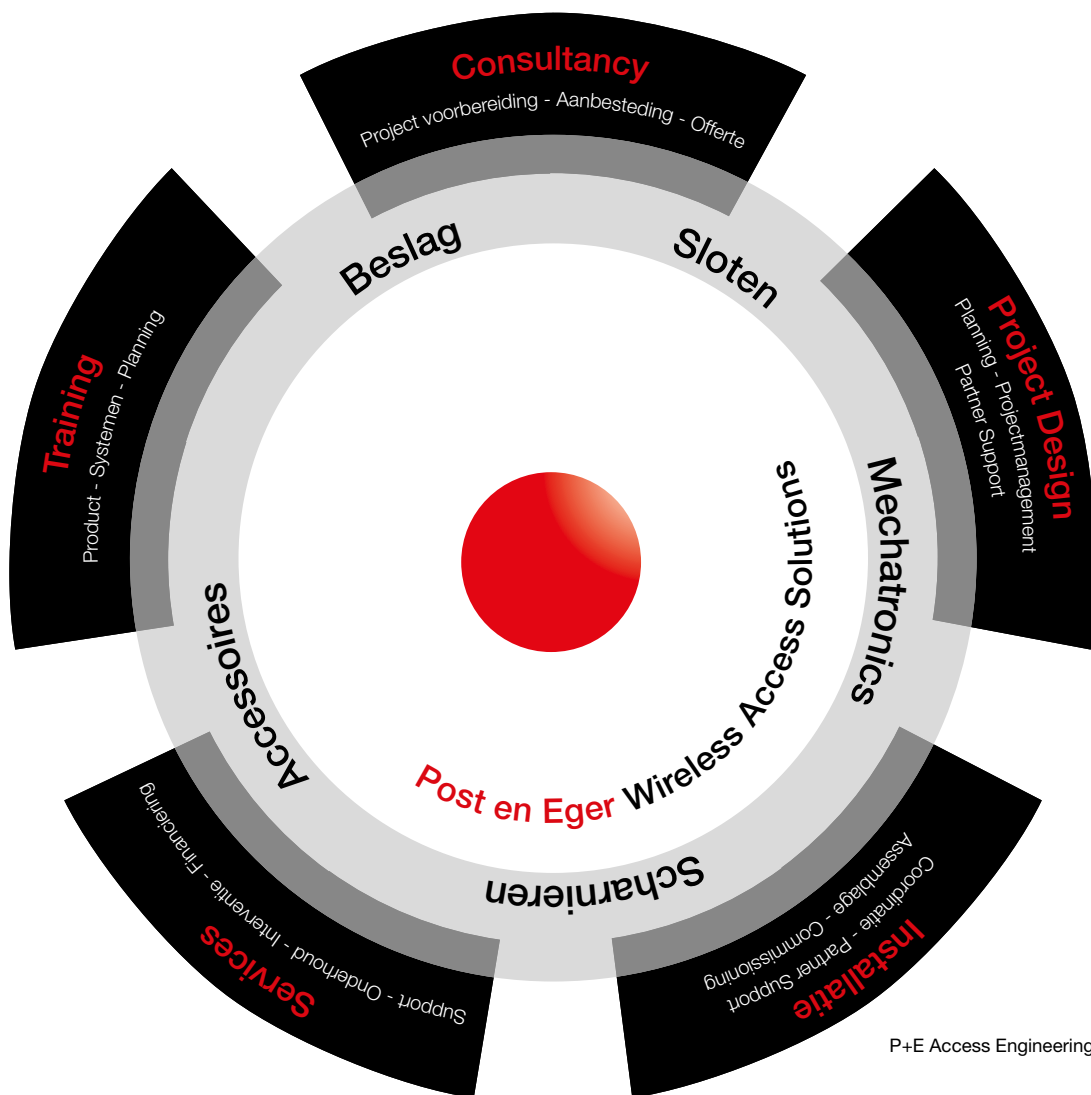 Consultancy
Project voorbereiding - Aanbesteding - Offerte
Project Design
Planning - Projectmanagement
Partner Support
Installatie
Coordinatie - Partner Support
Assemblage - Commissioning
Services
Support - Onderhoud - Interventie - Financiering
Training
Product - Systemen - Planning
Beslag
Sloten
Mechatronics
Scharnieren
Accessoires
Post en Eger Wireless Access Solutions
P+E Access Engineering